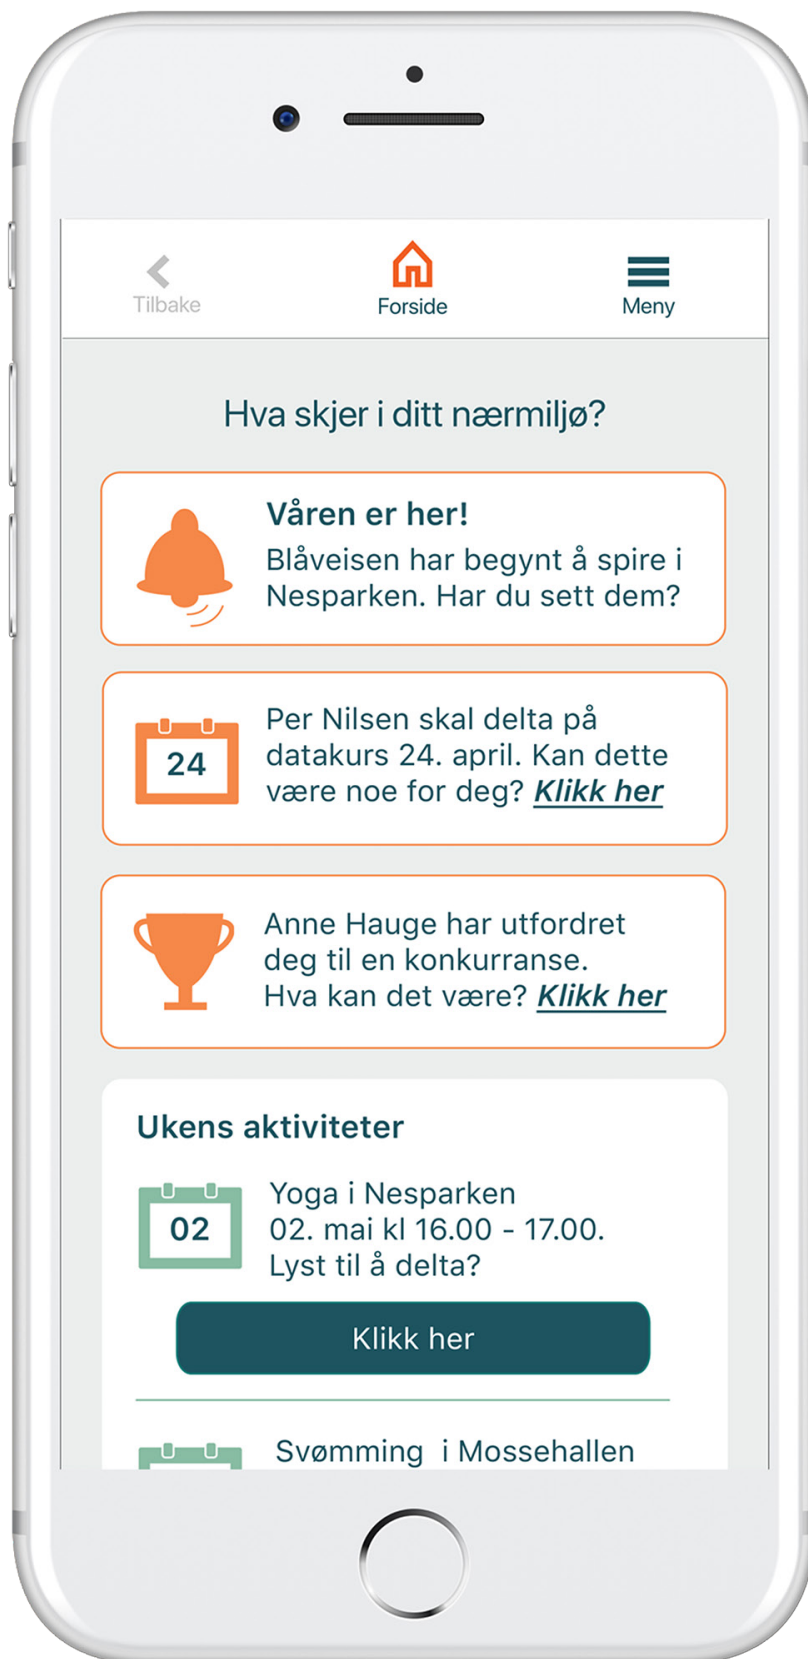 Tilbake
Forside
Meny
Hva skjer i ditt nærmiljø?
Våren er her!
Blåveisen har begynt å spire i
Nesparken. Har du sett dem?
24
Per Nilsen skal delta på
datakurs 24. april. Kan dette
være noe for deg? Klikk her
Anne Hauge har utfordret
deg til en konkurranse.
Hva kan det være? Klikk her
Ukens aktiviteter
02
Yoga i Nesparken
02. mai kl 16.00 - 17.00.
Lyst til å delta?
Klikk her
Svømming i Mossehallen